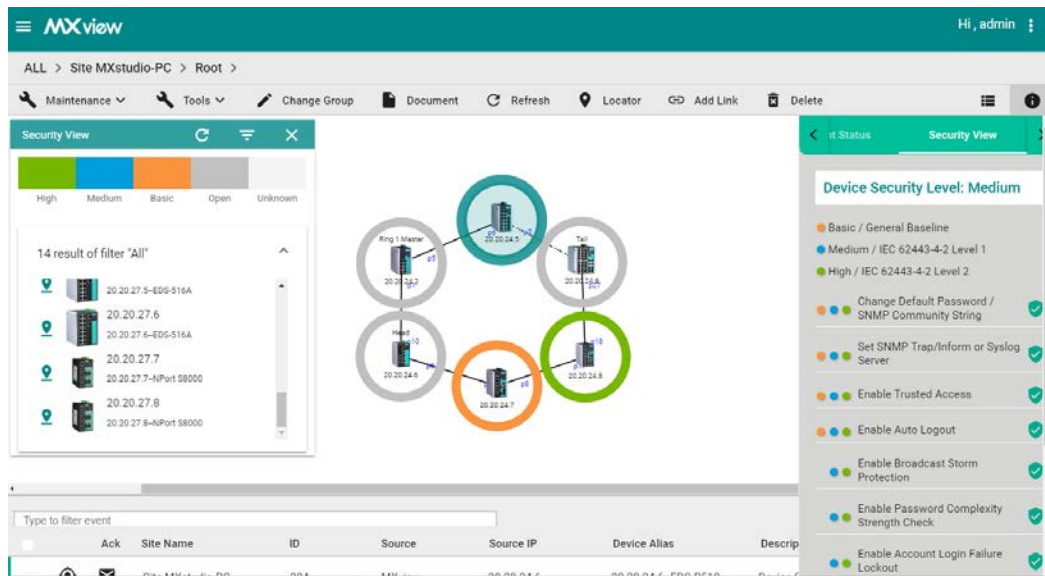 MXview
Hi , admin
ALL > Site MXstudio-PC > Root >
Maintenance
Tools
Change Group
Document
Refresh
Locator
Add Link
Delete
Security View
High
Medium
Basic
Open
Unknown
14 result of filter "All"
20.20.27.5–EDS-516A
20.20.27.6
20.20.27.6–EDS-516A
20.20.27.7
20.20.27.7–NPort S8000
20.20.27.8
20.20.27.8–NPort S8000
20.20.24.5
Ring 1 Master
p5
20.20.24.2
Tail
Head
p10
20.20.24.6
p8
20.20.24.7
p18
20.20.24.8
Status
Security View
Device Security Level: Medium
Basic / General Baseline
Medium / IEC 62443-4-2 Level 1
High / IEC 62443-4-2 Level 2
Change Default Password /
SNMP Community String
Set SNMP Trap/Inform or Syslog
Server
Enable Trusted Access
Enable Auto Logout
Enable Broadcast Storm
Protection
Enable Password Complexity
Strength Check
Enable Account Login Failure
Lockout
Type to filter event
Ack
Site Name
ID
Source
Source IP
Device Alias
Descrip